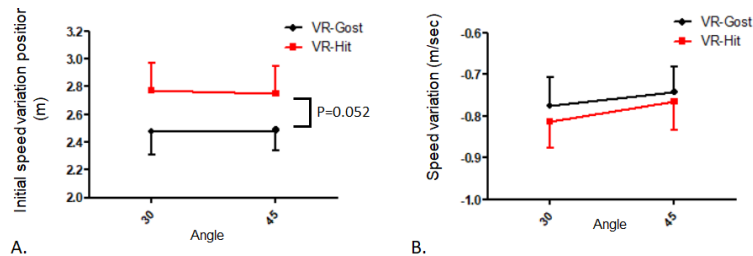 3.2
3.0
2.8
2.6
2.4
2.2
2.0
Initial speed variation position
(m)
VR-Gost
VR-Hit
P=0.052
30
45
Angle
A.
-0.6
-0.7
-0.8
-0.9
-1.0
Speed variation (m/sec)
VR-Gost
VR-Hit
30
45
Angle
B.